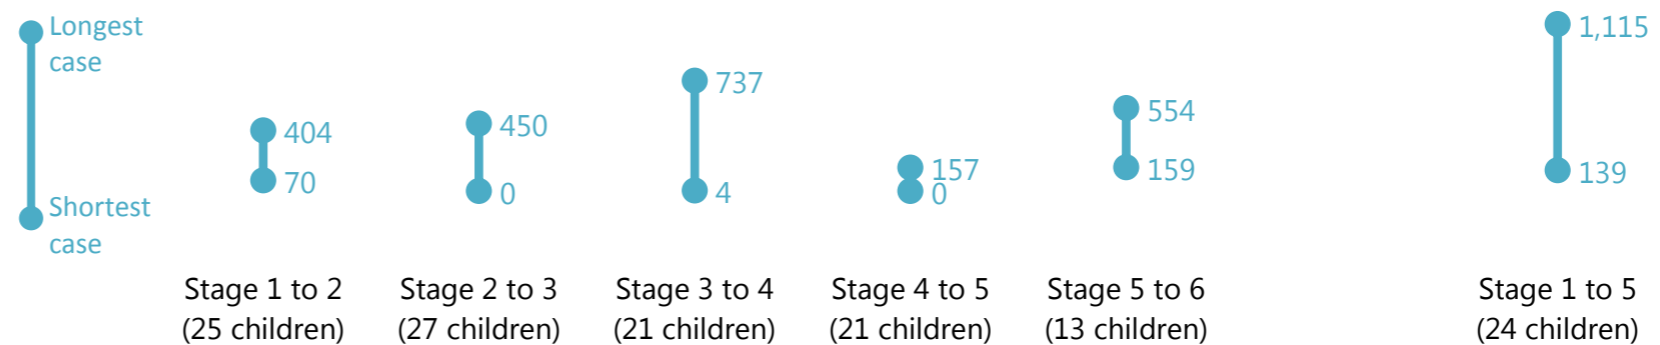 Longest
case
Shortest
case
404
70
450
0
737
4
157
0
554
159
1,115
139
Stage 1 to 2
(25 children)
Stage 2 to 3
(27 children)
Stage 3 to 4
(21 children)
Stage 4 to 5
(21 children)
Stage 5 to 6
(13 children)
Stage 1 to 5
(24 children)